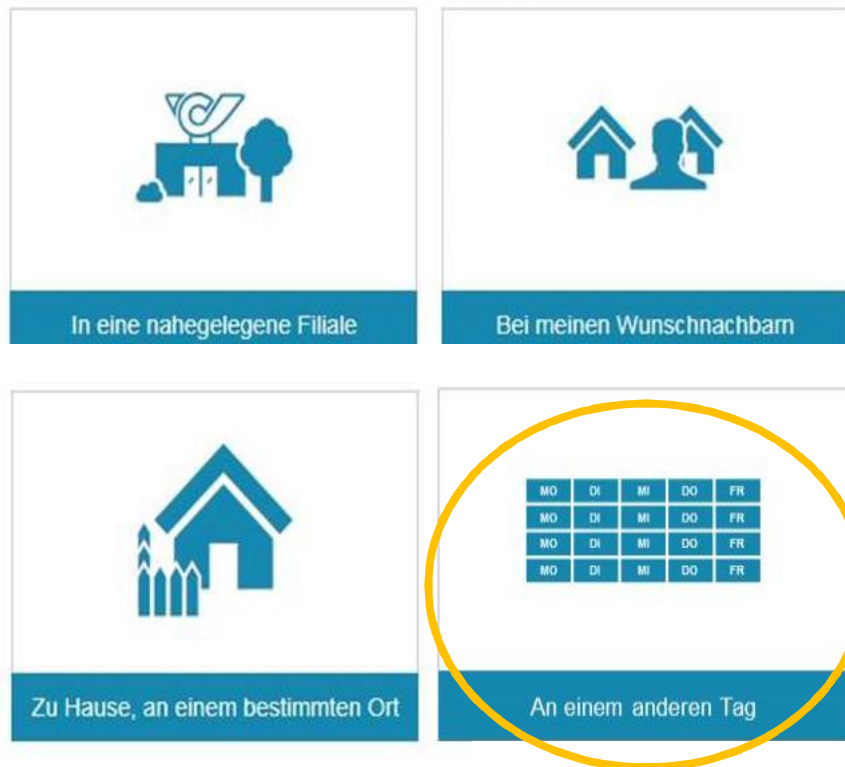 In eine nahegelegene Filiale
Bei meinen Wunschnachbarn
MO DI MI DO FR
MO DI MI DO FR
MO DI MI DO FR
MO DI MI DO FR
Zu Hause, an einem bestimmten Ort
An einem anderen Tag